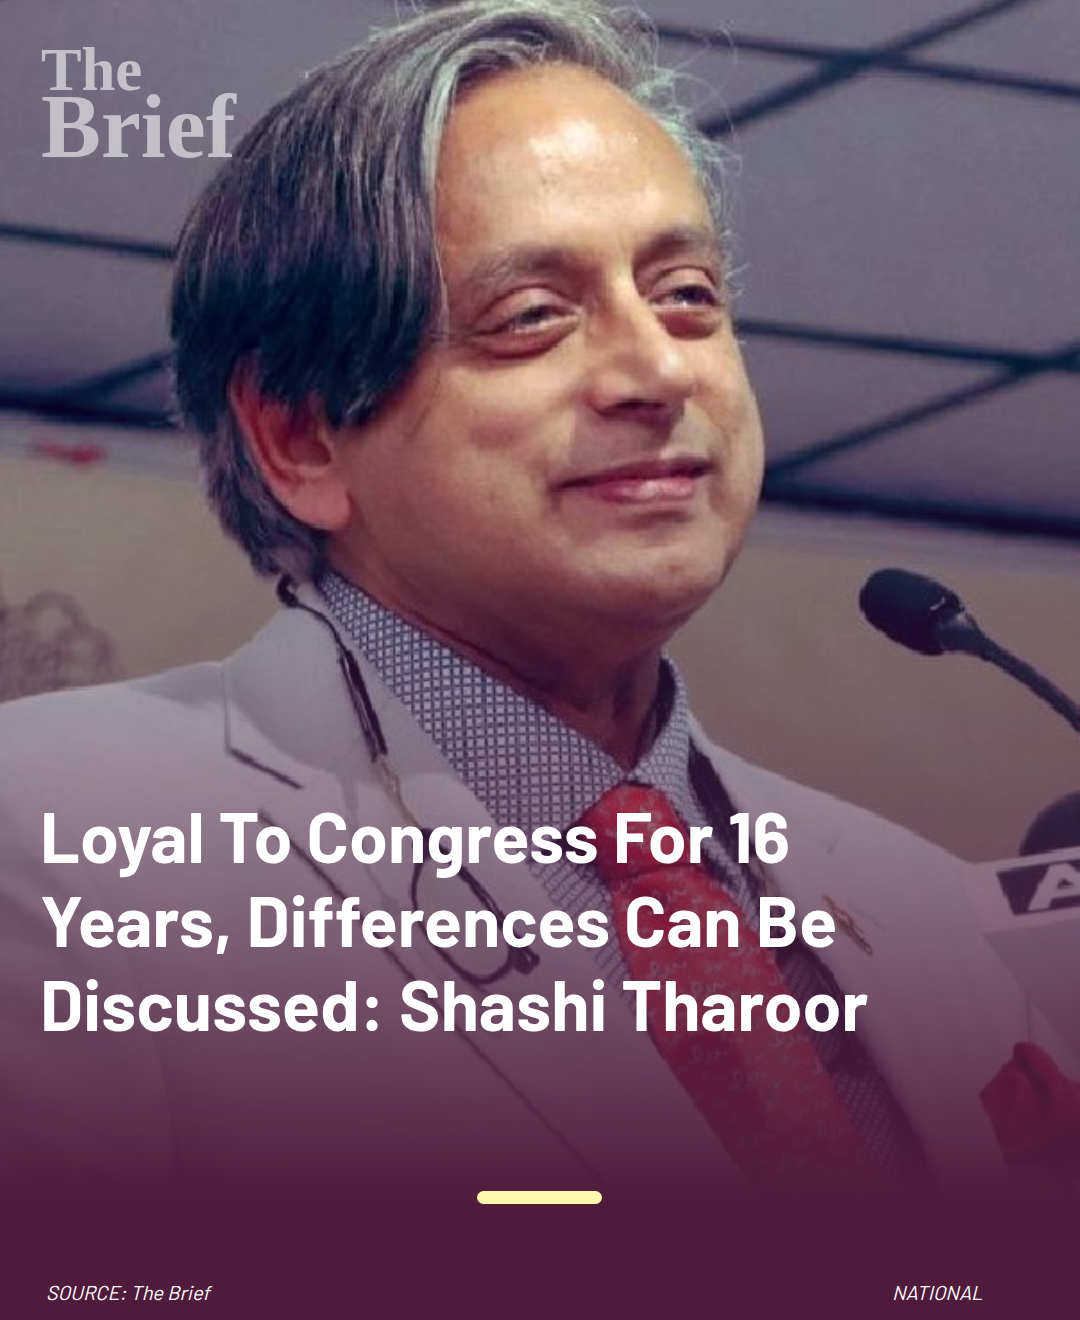 The
Brief
Loyal To Congress For 16
Years, Differences Can Be
Discussed: Shashi Tharoor
SOURCE: The Brief
NATIONAL